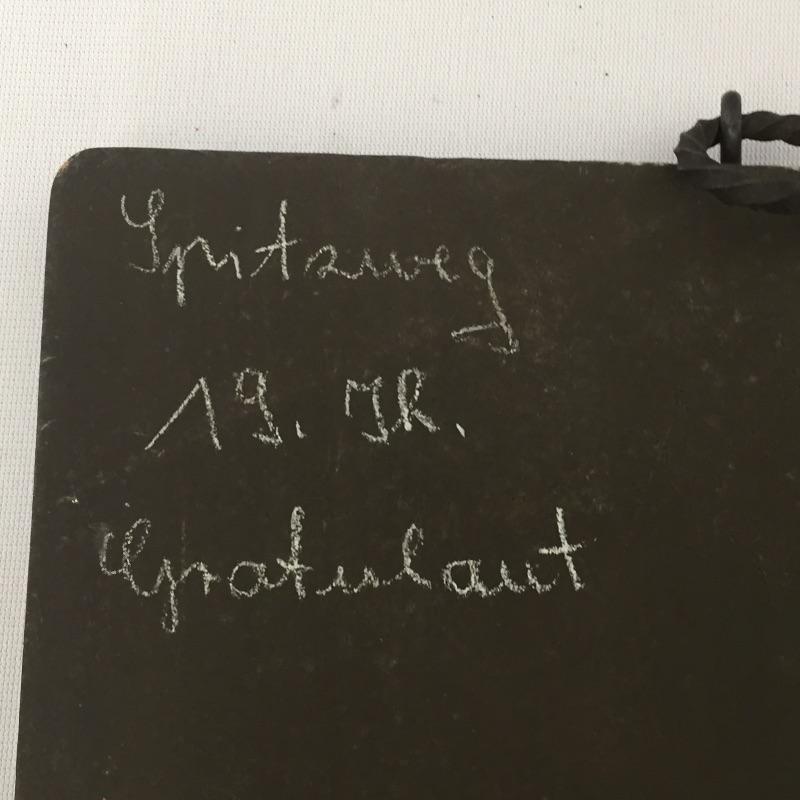 Spitzweg
19. Jh.
Gratulant